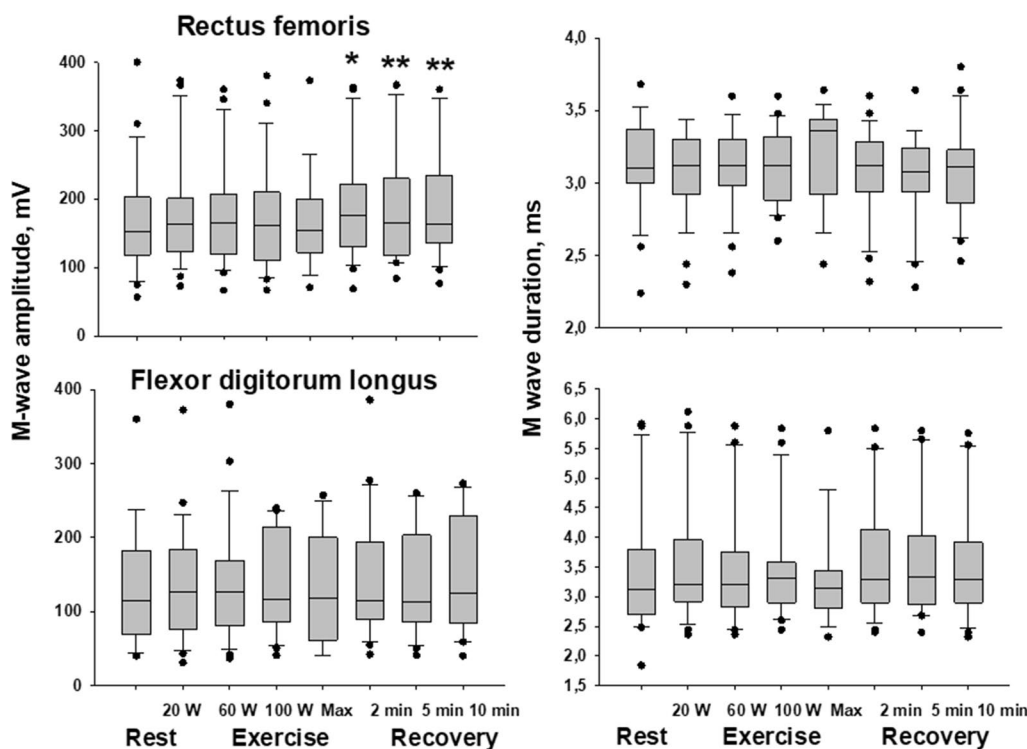 Rectus femoris
M-wave amplitude, mV
400
300
200
100
0
* ** **
M wave duration, ms
4,0
3,5
3,0
2,5
2,0
Flexor digitorum longus
400
300
200
100
0
6,5
6,0
5,5
5,0
4,5
4,0
3,5
3,0
2,5
2,0
1,5
20 W 60 W 100 W Max 2 min 5 min 10 min
Rest Exercise Recovery
20 W 60 W 100 W Max 2 min 5 min 10 min
Rest Exercise Recovery